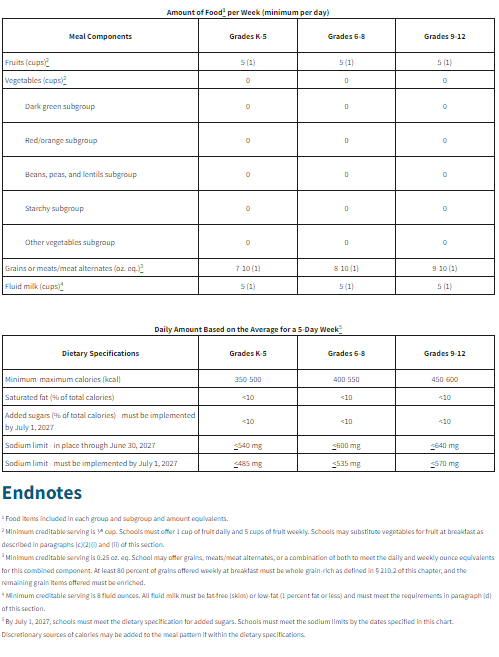 Amount of Food1 per Week (minimum per day)
Meal Components Grades K-5 Grades 6-8 Grades 9-12
Fruits (cups)2 5 (1) 5 (1) 5 (1)
Vegetables (cups)2 0 0 0
Dark green subgroup 0 0 0
Red/orange subgroup 0 0 0
Beans, peas, and lentils subgroup 0 0 0
Starchy subgroup 0 0 0
Other vegetables subgroup 0 0 0
Grains or meats/meat alternates (oz. eq.)3 7-10 (1) 8-10 (1) 9-10 (1)
Fluid milk (cups)4 5 (1) 5 (1) 5 (1)
Daily Amount Based on the Average for a 5-Day Week5
Dietary Specifications Grades K-5 Grades 6-8 Grades 9-12
Minimum-maximum calories (kcal) 350-500 400-550 450-600
Saturated fat (% of total calories) <10 <10 <10
Added sugars (% of total calories) - must be implemented
by July 1, 2027 <10 <10 <10
Sodium limit - in place through June 30, 2027 ≤540 mg ≤600 mg ≤640 mg
Sodium limit - must be implemented by July 1, 2027 ≤485 mg ≤535 mg ≤570 mg
Endnotes
1 Food items included in each group and subgroup and amount equivalents.
2 Minimum creditable serving is cup. Schools must offer 1 cup of fruit daily and 5 cups of fruit weekly. Schools may substitute vegetables for fruit at breakfast as
described in paragraphs (c)(2)(i) and (ii) of this section.
3 Minimum creditable serving is 0.25 oz. eq. School may offer grains, meats/meat alternates, or a combination of both to meet the daily and weekly ounce equivalents
for this combined component. At least 80 percent of grains offered weekly at breakfast must be whole grain-rich as defined in § 210.2 of this chapter, and the
remaining grain items offered must be enriched.
4 Minimum creditable serving is 8 fluid ounces. All fluid milk must be fat-free (skim) or low-fat (1 percent fat or less) and must meet the requirements in paragraph (d)
of this section.
5 By July 1, 2027, schools must meet the dietary specification for added sugars. Schools must meet the sodium limits by the dates specified in this chart.
Discretionary sources of calories may be added to the meal pattern if within the dietary specifications.